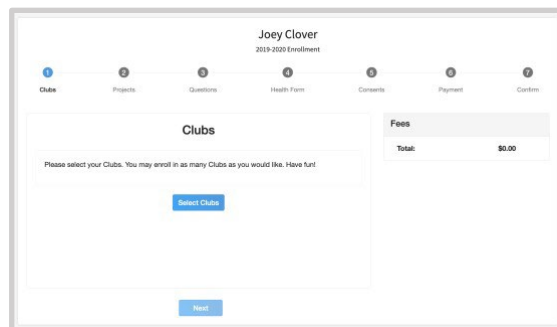 Joey Clover
2019-2020 Enrollment
1 2 3 4 5 6 7
Clubs Projects Questions Health Form Consents Payment Confirm
Clubs
Please select your Clubs. You may enroll in as many Clubs as you would like. Have fun!
Select Clubs
Next
Fees
Total: $0.00